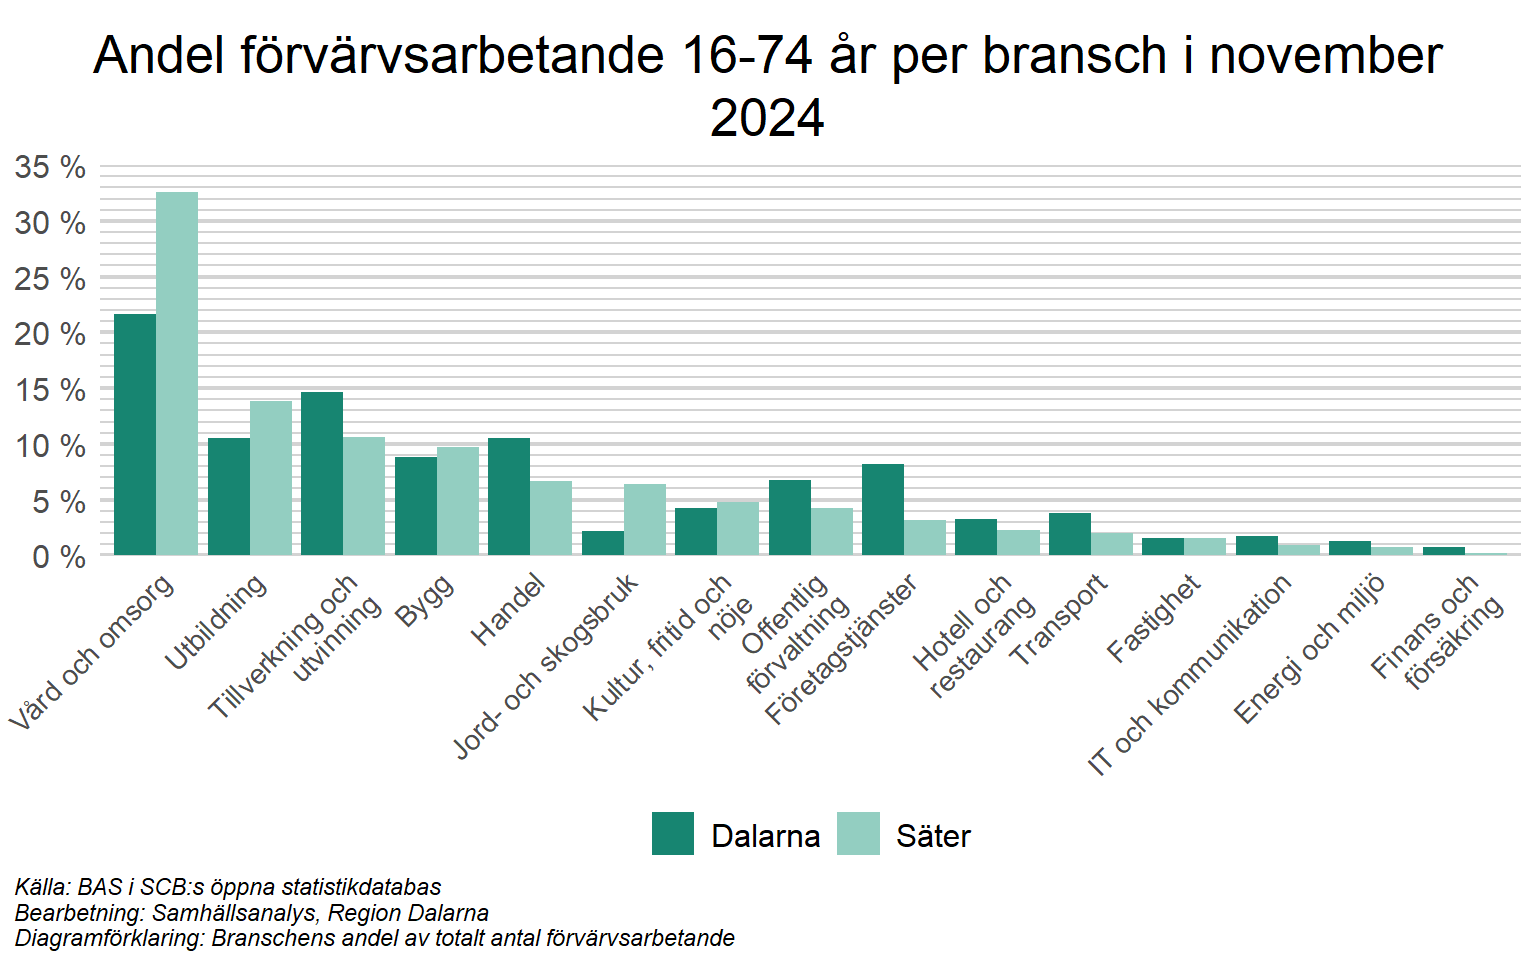 Andel förvärvsarbetande 16-74 år per bransch i november
2024
35 %
30 %
25 %
20 %
15 %
10 %
5 %
0 %
Vård och omsorg
Utbildning
Tillverkning och
utvinning
Bygg
Handel
Jord- och skogsbruk
Kultur, fritid och
nöje
Offentlig
förvaltning
Företagstjänster
Hotell och
restaurang
Transport
Fastighet
IT och kommunikation
Energi och miljö
Finans och
försäkring
Dalarna
Säter
Källa: BAS i SCB:s öppna statistikdatabas
Bearbetning: Samhällsanalys, Region Dalarna
Diagramförklaring: Branschens andel av totalt antal förvärvsarbetande